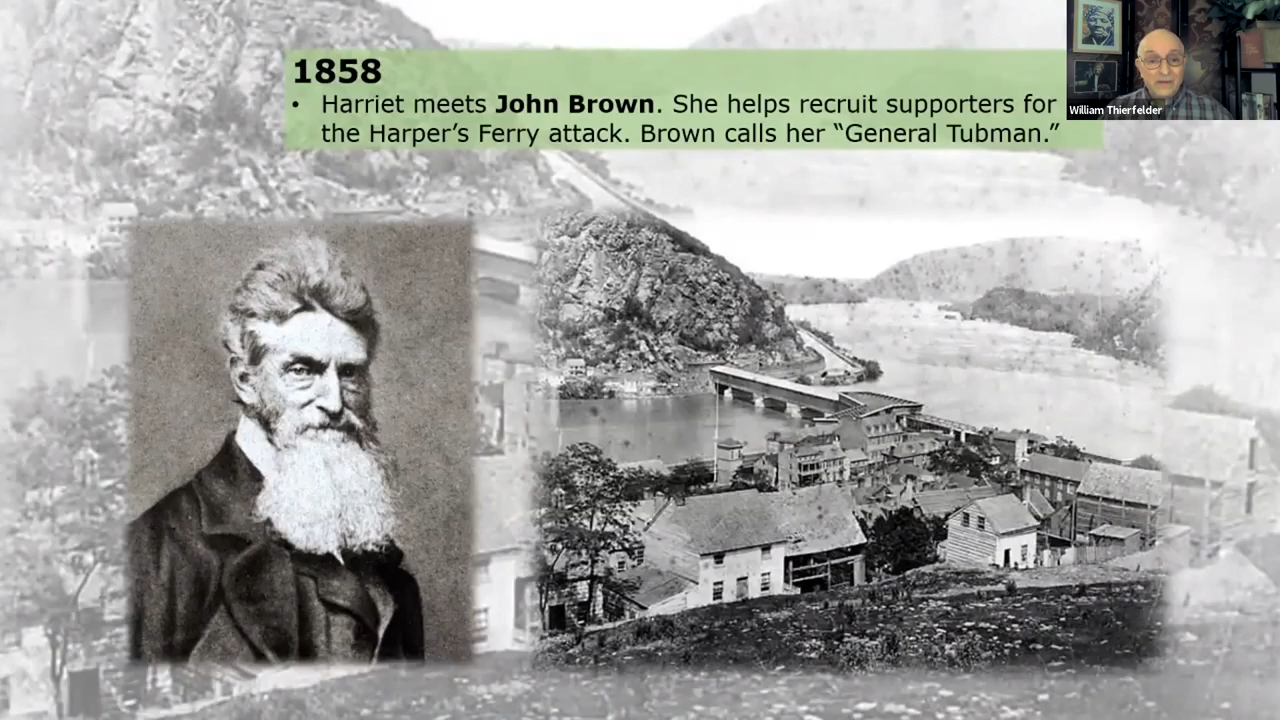 1858
• Harriet meets John Brown. She helps recruit supporters for
the Harper's Ferry attack. Brown calls her “General Tubman.”
William Thierfelder